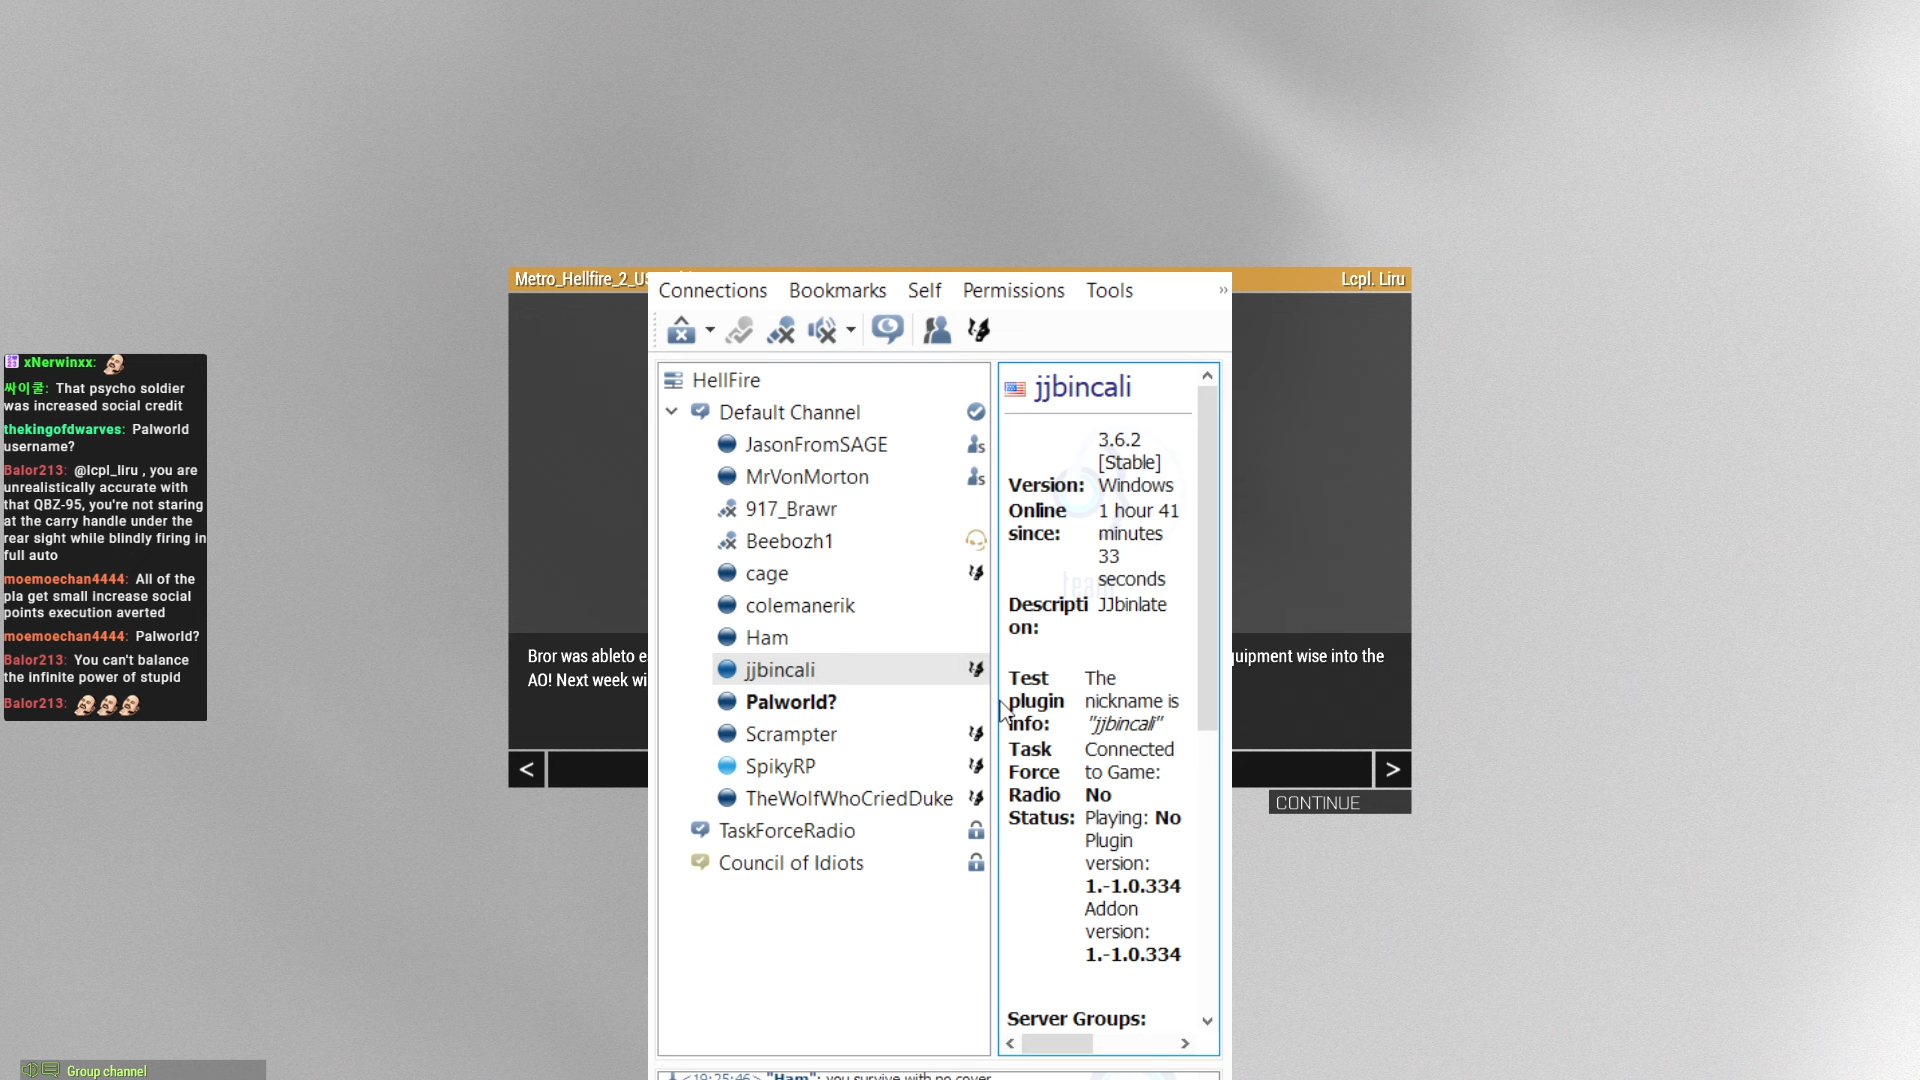 Metro_Hellfire_2_US
Lcpl. Liru
Connections Bookmarks Self Permissions Tools »
HellFire
Default Channel
JasonFromSAGE
MrVonMorton
917_Brawr
Beebozh1
cage
colemanerik
Ham
jjbincali
Palworld?
Scrampter
SpikyRP
TheWolfWhoCriedDuke
TaskForceRadio
Council of Idiots
jjbincali
3.6.2
[Stable]
Version: Windows
Online 1 hour 41
since: minutes
33
seconds
Descripti JJbinlate
on:
Test The
plugin nickname is
info: "jjbincali"
Task Connected
Force to Game:
Radio No
Status: Playing: No
Plugin
version:
1.-1.0.334
Addon
version:
1.-1.0.334
Server Groups:
<19:25:46> "Ham": you survive with no cover
xNerwinxx:
싸이쿨: That psycho soldier
was increased social credit
thekingofdwarves: Palworld
username?
Balor213: @lcpl_liru , you are
unrealistically accurate with
that QBZ-95, you're not staring
at the carry handle under the
rear sight while blindly firing in
full auto
moemoechan4444: All of the
pla get small increase social
points execution averted
moemoechan4444: Palworld?
Balor213: You can't balance
the infinite power of stupid
Balor213:
Bror was ableto e
quipment wise into the
AO! Next week wi
< >
CONTINUE
Group channel